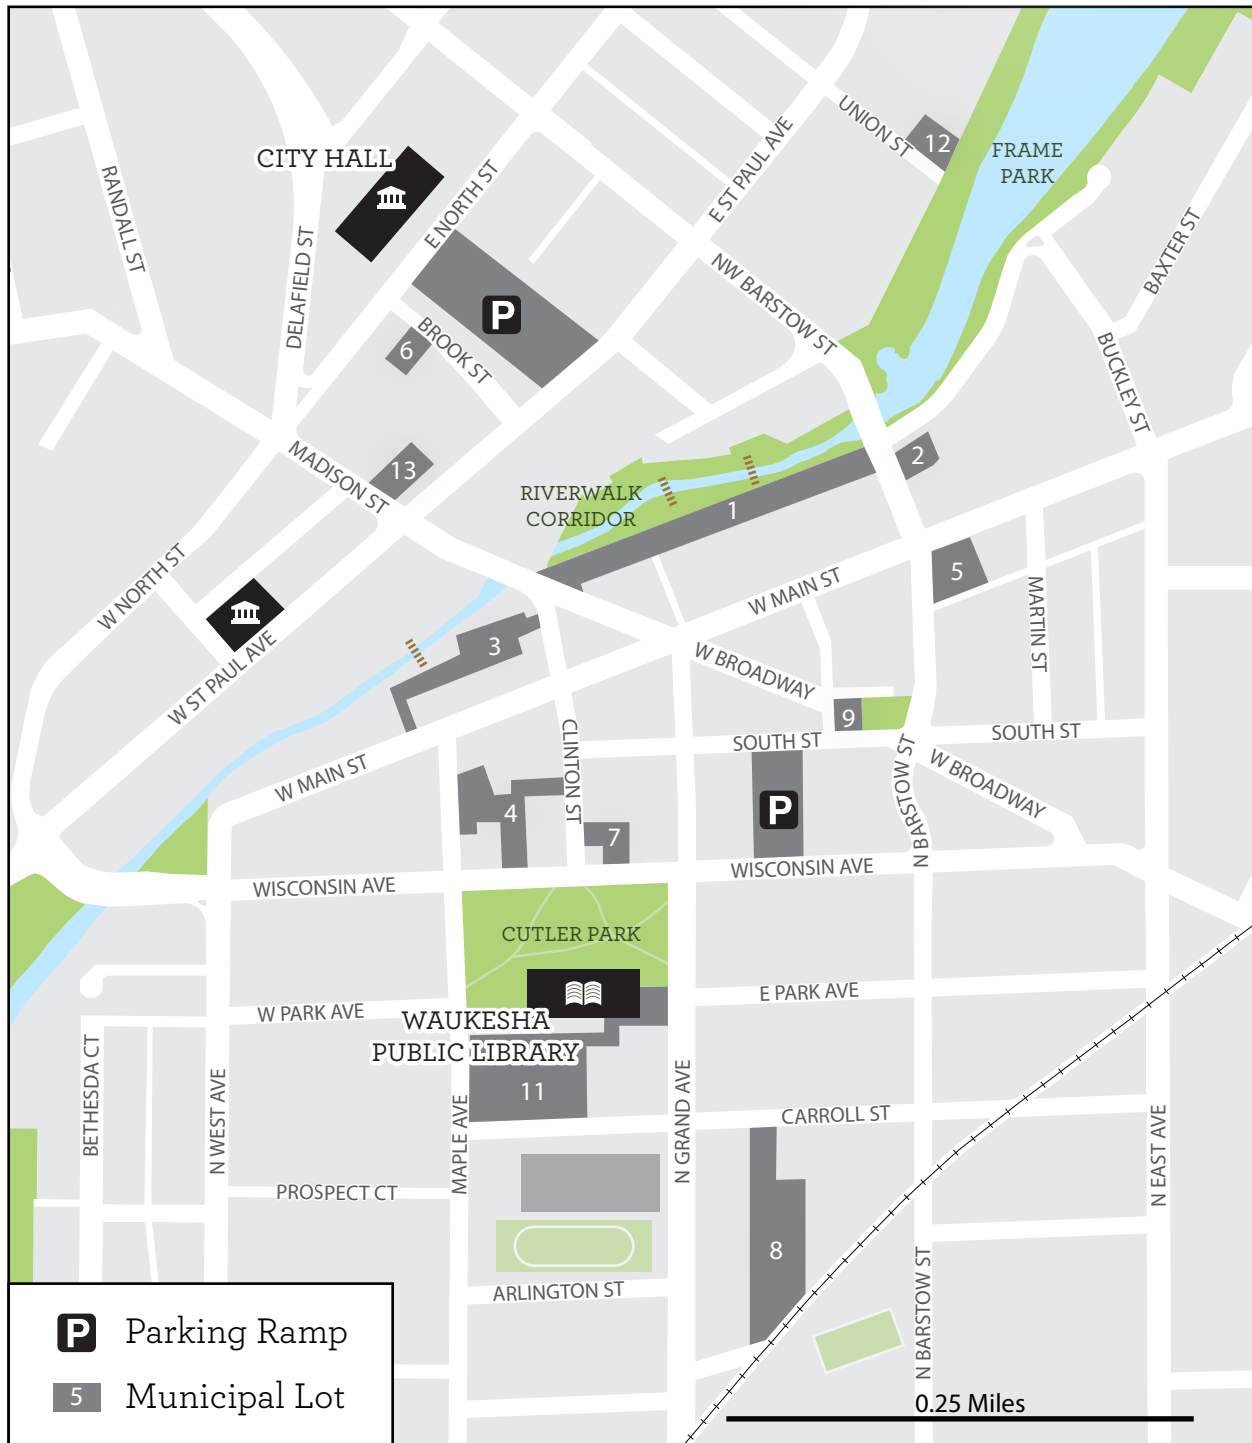 UNION ST
12
FRAME
PARK
CITY HALL
RANDALL ST
E NORTH ST
E ST PAUL AVE
DELAFIELD ST
NW BARSTOW ST
BAXTER ST
P
BROOK ST
6
BUCKLEY ST
MADISON ST
13
2
RIVERWALK
CORRIDOR
1
W NORTH ST
W MAIN ST
5
MARTIN ST
3
W ST PAUL AVE
W BROADWAY
9
CLINTON ST
SOUTH ST
SOUTH ST
W MAIN ST
N BARSTOW ST
W BROADWAY
4
7
P
WISCONSIN AVE
WISCONSIN AVE
CUTLER PARK
W PARK AVE
E PARK AVE
WAUKESHA
PUBLIC LIBRARY
BETHESDA CT
N WEST AVE
MAPLE AVE
11
N GRAND AVE
CARROLL ST
N EAST AVE
PROSPECT CT
8
ARLINGTON ST
N BARSTOW ST
P Parking Ramp
5 Municipal Lot
0.25 Miles